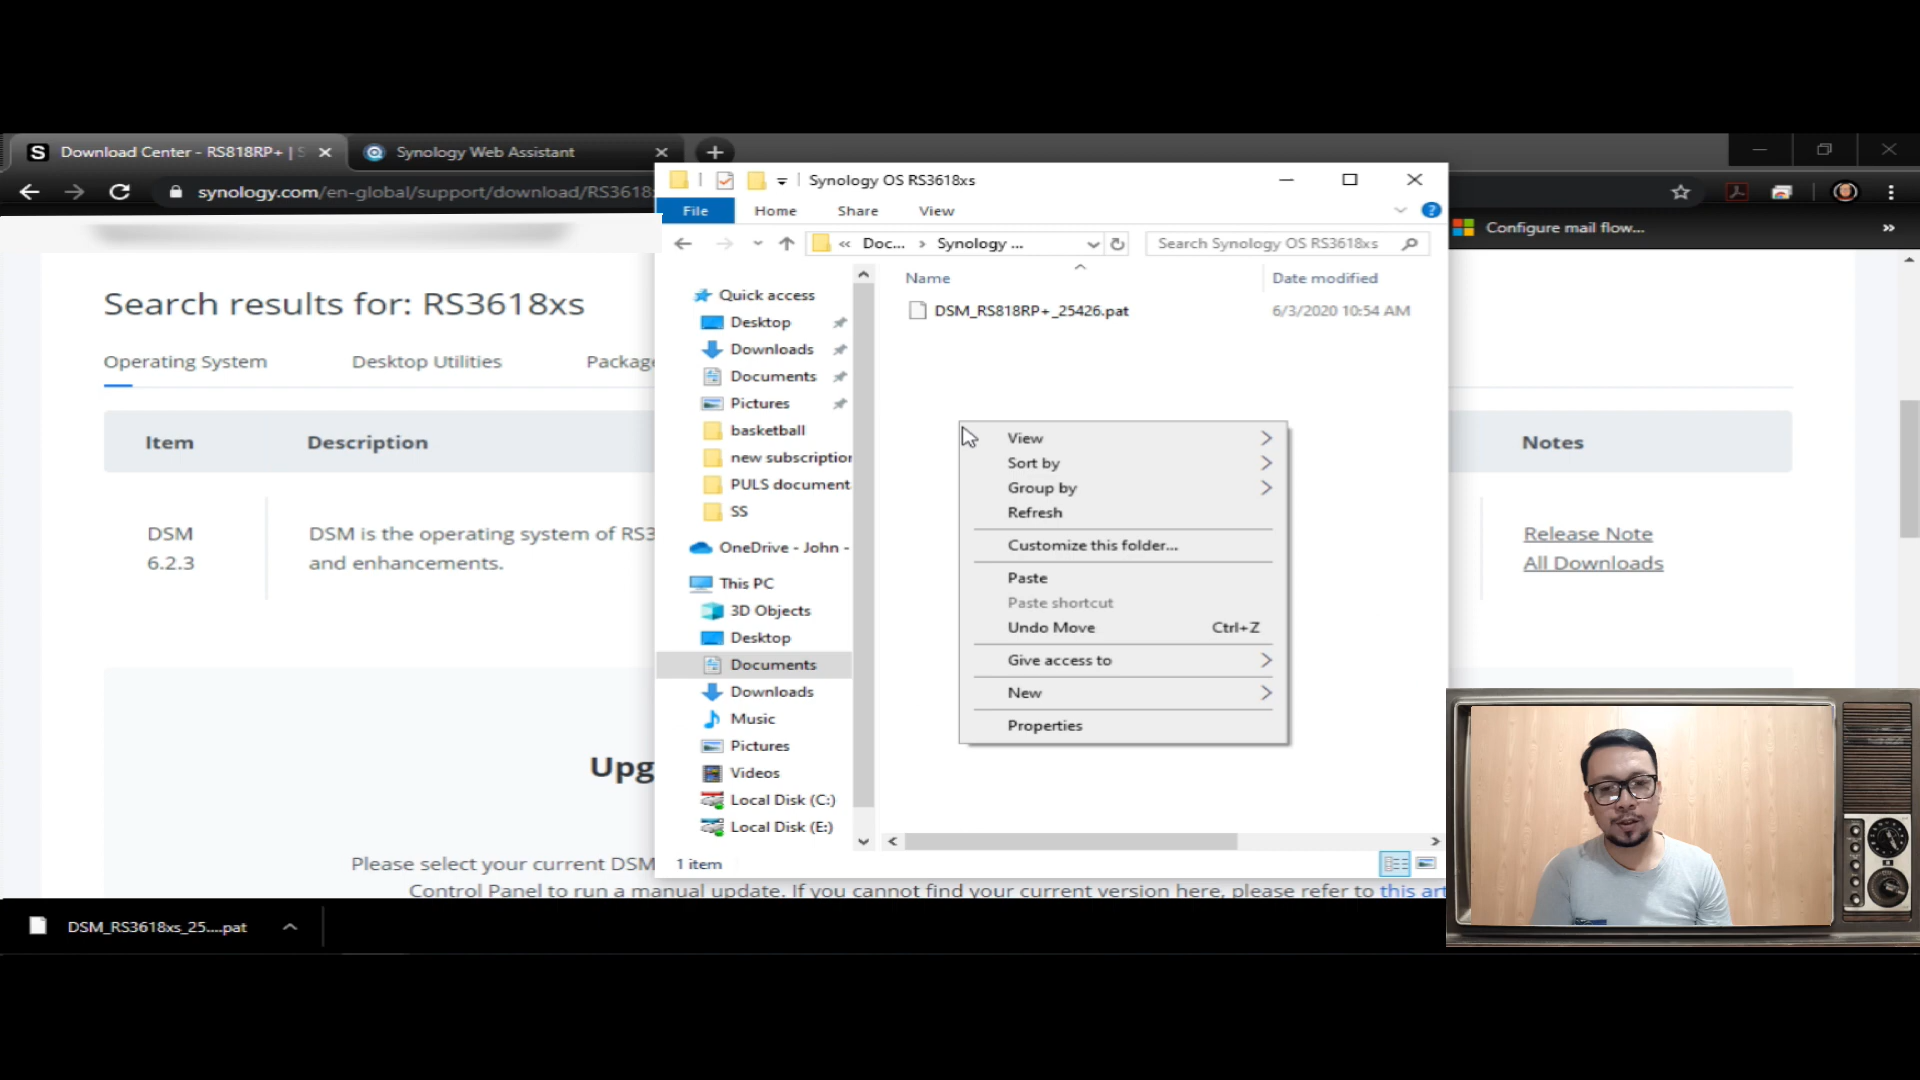 Download Center - RS818RP+ | S
Synology Web Assistant
synology.com/en-global/support/download/RS3618
Configure mail flow...
»
Search results for: RS3618xs
Operating System
Desktop Utilities
Package
Item
Description
Notes
DSM
6.2.3
DSM is the operating system of RS3
and enhancements.
Release Note
All Downloads
Upg
Please select your current DSM
Control Panel to run a manual update. If you cannot find your current version here, please refer to this art
DSM_RS3618xs_25....pat
Synology OS RS3618xs
File
Home
Share
View
« Doc... › Synology ...
Search Synology OS RS3618xs
Quick access
Desktop
Downloads
Documents
Pictures
basketball
new subscription
PULS document
SS
OneDrive - John -
This PC
3D Objects
Desktop
Documents
Downloads
Music
Pictures
Videos
Local Disk (C:)
Local Disk (E:)
Name
Date modified
DSM_RS818RP+_25426.pat
6/3/2020 10:54 AM
View
Sort by
Group by
Refresh
Customize this folder...
Paste
Paste shortcut
Undo Move Ctrl+Z
Give access to
New
Properties
1 item